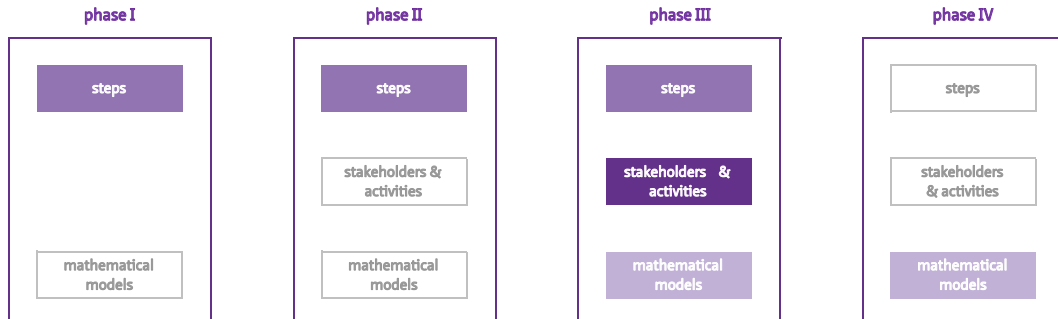 phase I
phase II
phase III
phase IV
steps
steps
steps
steps
stakeholders &
activities
stakeholders &
activities
stakeholders
& activities
mathematical
models
mathematical
models
mathematical
models
mathematical
models